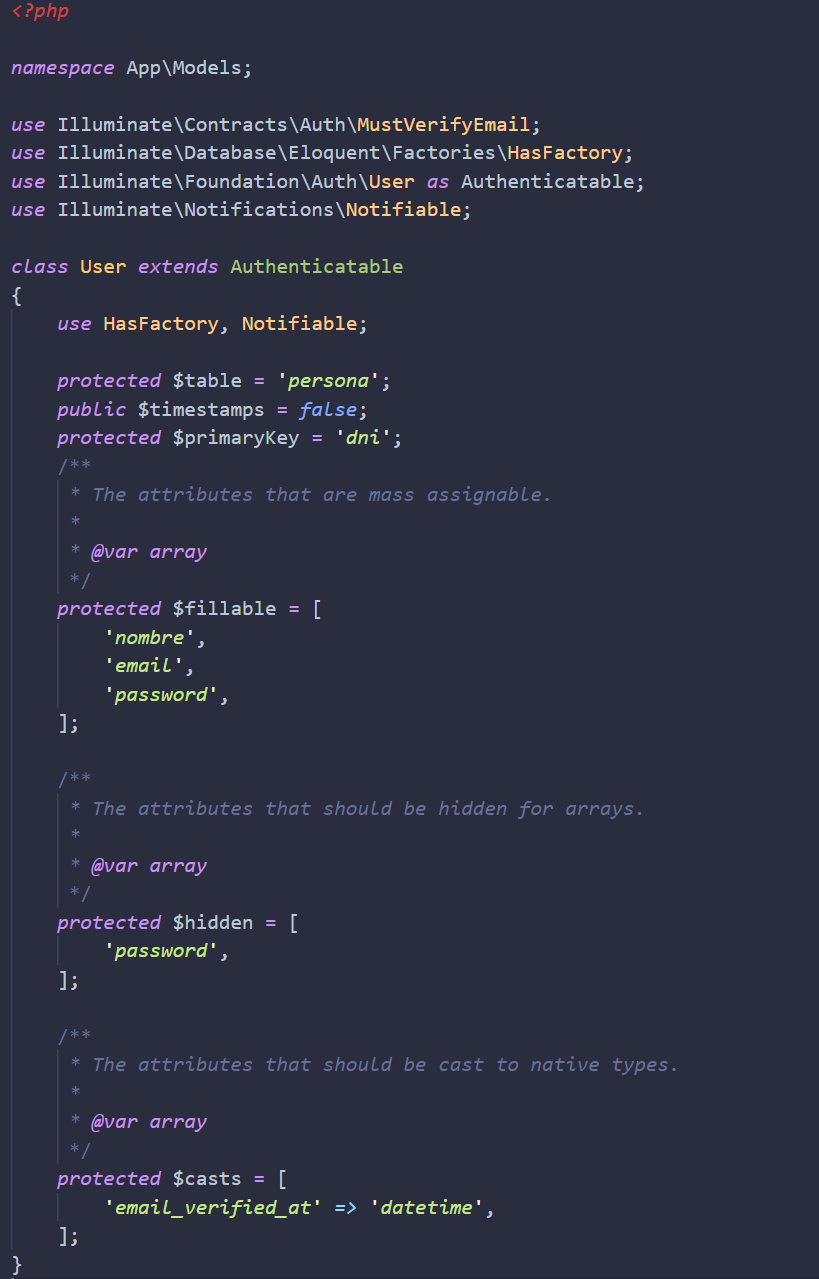 <?php
namespace App\Models;
use Illuminate\Contracts\Auth\MustVerifyEmail;
use Illuminate\Database\Eloquent\Factories\HasFactory;
use Illuminate\Foundation\Auth\User as Authenticatable;
use Illuminate\Notifications\Notifiable;
class User extends Authenticatable
{
    use HasFactory, Notifiable;
    protected $table = 'persona';
    public $timestamps = false;
    protected $primaryKey = 'dni';
    /**
     * The attributes that are mass assignable.
     *
     * @var array
     */
    protected $fillable = [
        'nombre',
        'email',
        'password',
    ];
    /**
     * The attributes that should be hidden for arrays.
     *
     * @var array
     */
    protected $hidden = [
        'password',
    ];
    /**
     * The attributes that should be cast to native types.
     *
     * @var array
     */
    protected $casts = [
        'email_verified_at' => 'datetime',
    ];
}